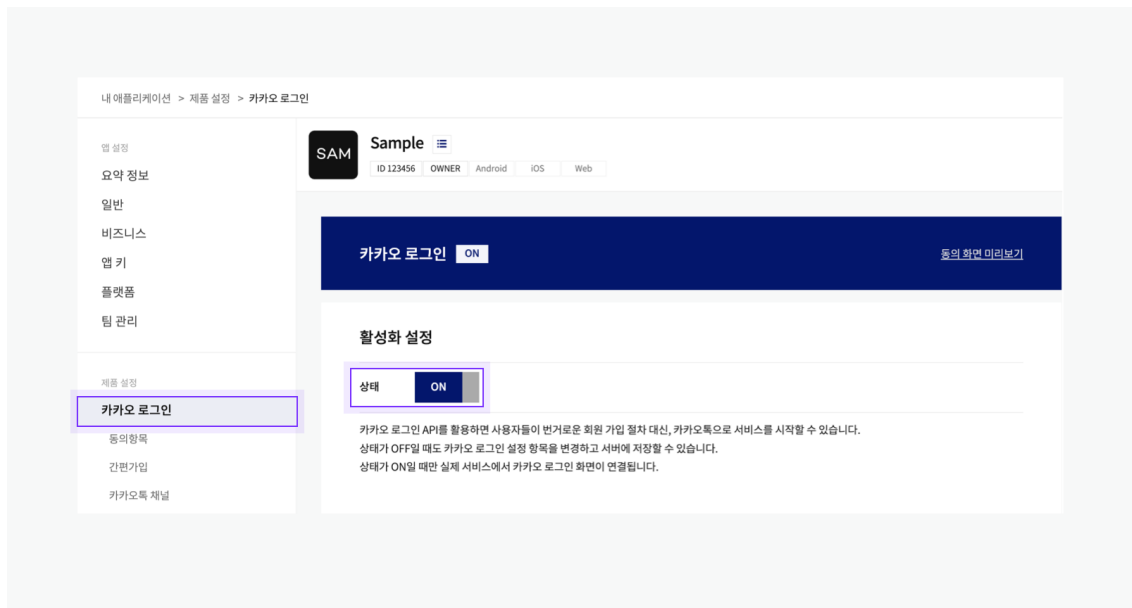 내 애플리케이션 > 제품 설정 > 카카오 로그인
앱 설정
요약 정보
일반
비즈니스
앱 키
플랫폼
팀 관리
제품 설정
카카오 로그인
동의항목
간편가입
카카오톡 채널
SAM
Sample
ID 123456 OWNER Android iOS Web
카카오 로그인 ON
동의 화면 미리보기
활성화 설정
상태 ON
카카오 로그인 API를 활용하면 사용자들이 번거로운 회원 가입 절차 대신, 카카오톡으로 서비스를 시작할 수 있습니다.
상태가 OFF일 때도 카카오 로그인 설정 항목을 변경하고 서버에 저장할 수 있습니다.
상태가 ON일 때만 실제 서비스에서 카카오 로그인 화면이 연결됩니다.